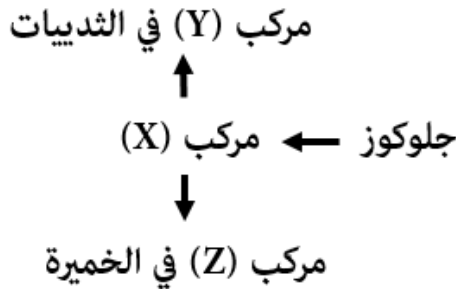 مركب (Y) في الثدييات
جلوكوز ← مركب (X)
مركب (Z) في الخميرة